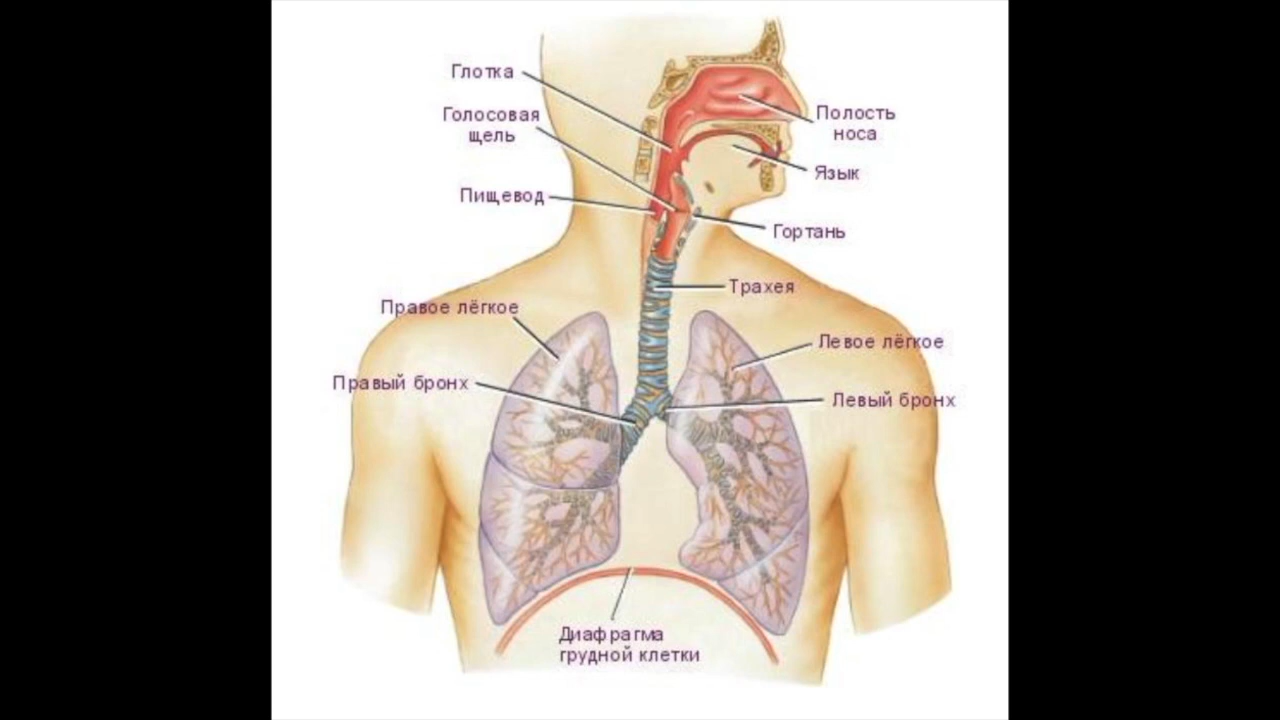 Глотка
Голосовая
щель
Полость
носа
Язык
Пищевод
Гортань
Трахея
Правое лёгкое
Левое лёгкое
Правый бронх
Левый бронх
Диафрагма
грудной клетки